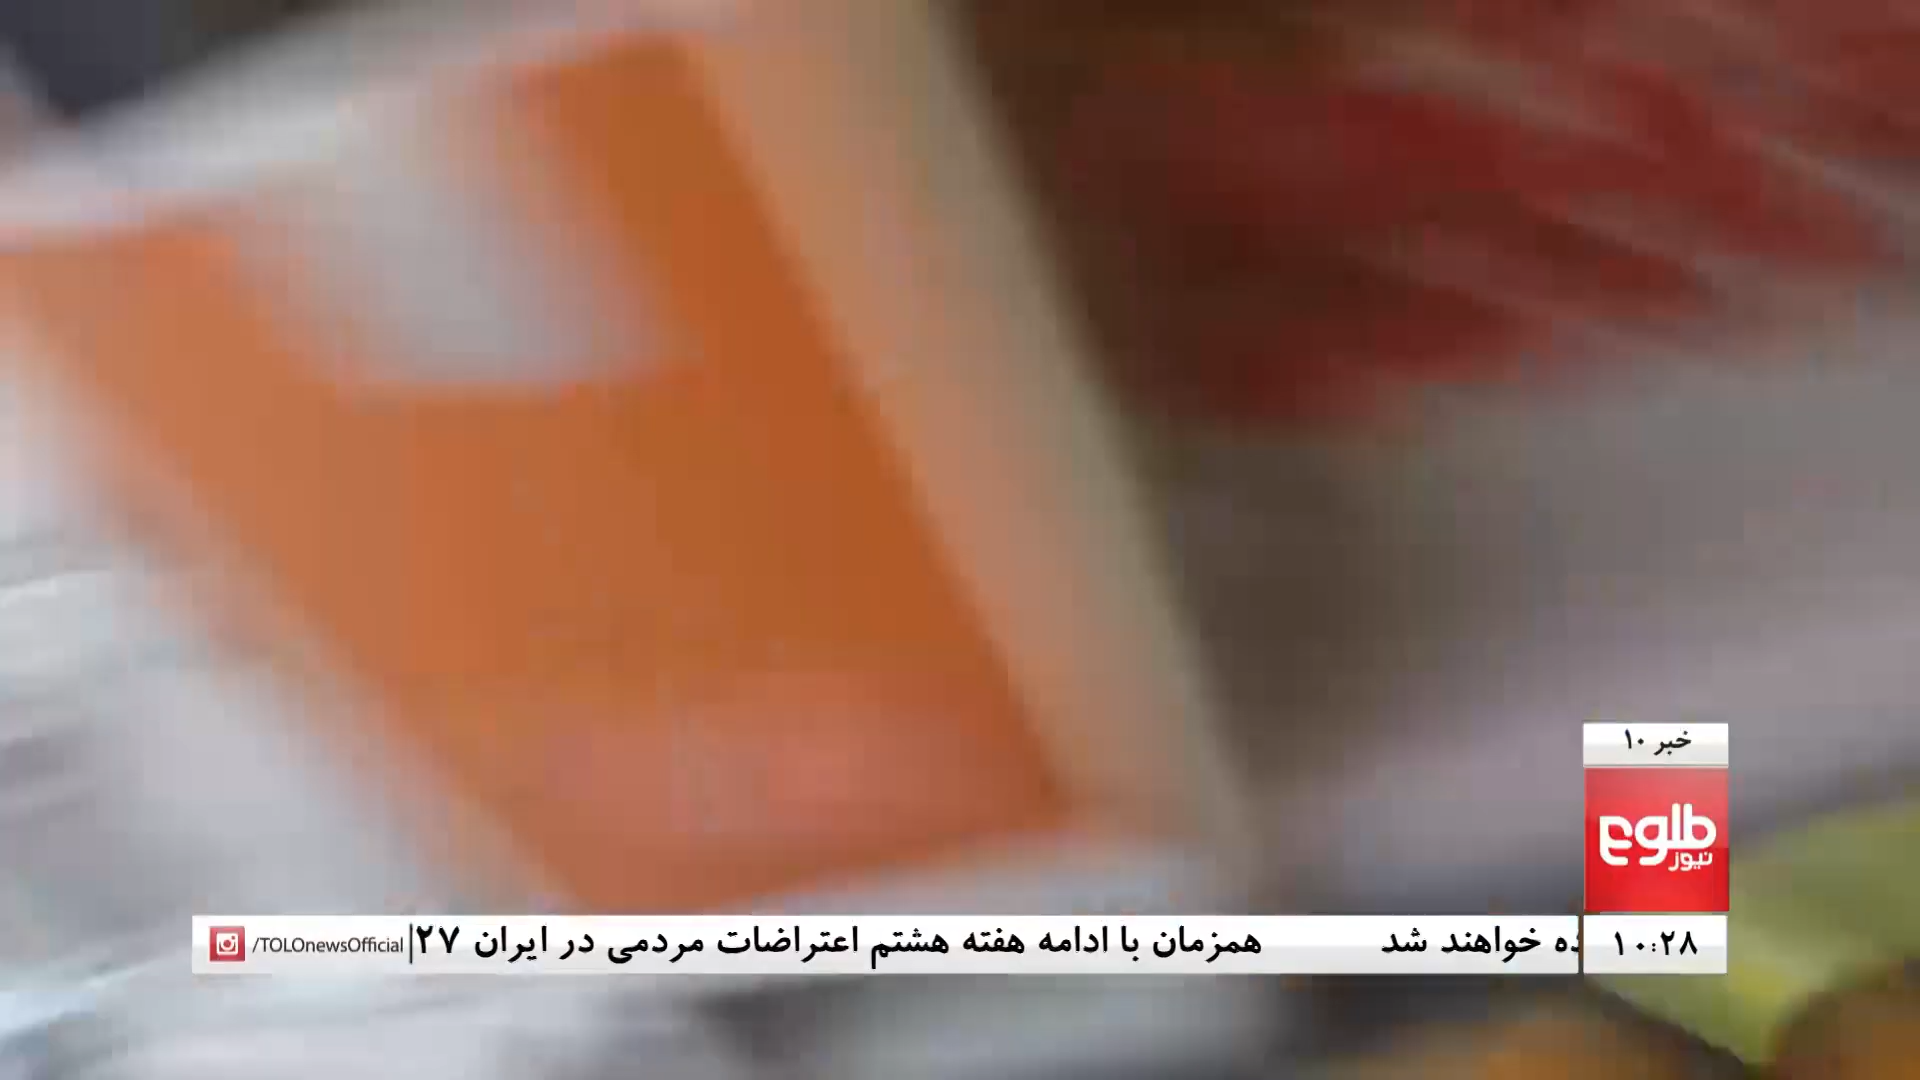 خبر ۱۰
طلوع
نیوز
۱۰:۲۸
خواهند شد
همزمان با ادامه هفته هشتم اعتراضات مردمی در ایران ۲۷
/TOLOnewsOfficial